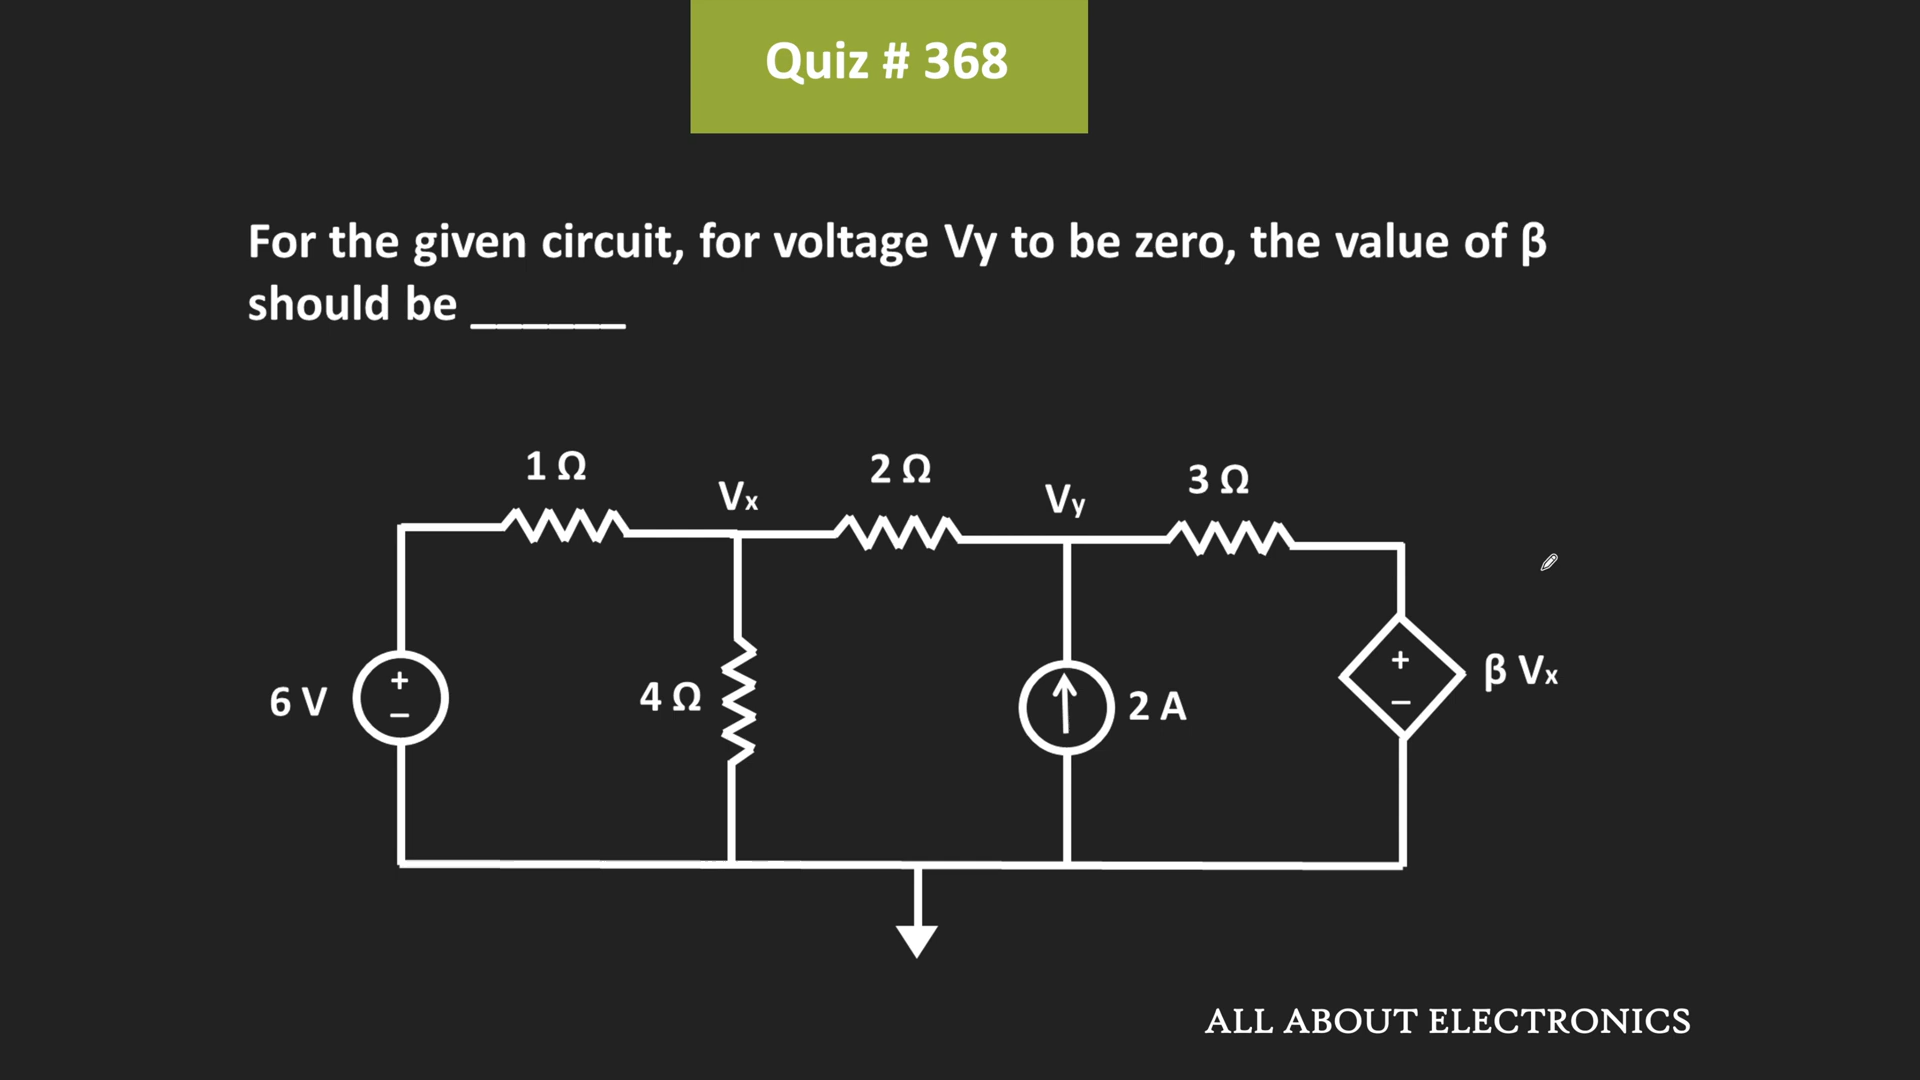 Quiz # 368
For the given circuit, for voltage Vy to be zero, the value of β
should be ______
1 Ω
Vx
2 Ω
Vy
3 Ω
6 V
+
−
4 Ω
2 A
+
−
β Vx
ALL ABOUT ELECTRONICS